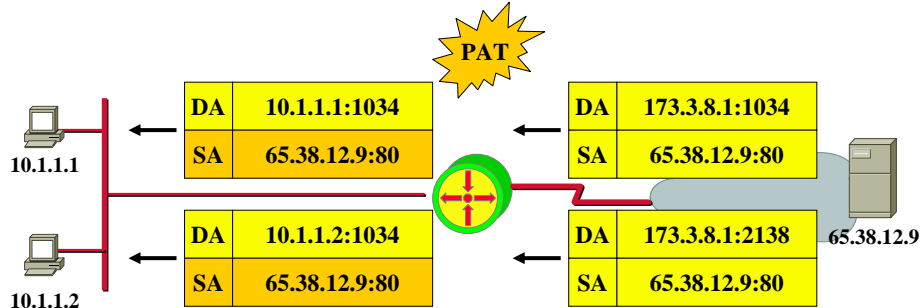 PAT
DA 10.1.1.1:1034
SA 65.38.12.9:80
DA 173.3.8.1:1034
SA 65.38.12.9:80
10.1.1.1
DA 10.1.1.2:1034
SA 65.38.12.9:80
DA 173.3.8.1:2138
SA 65.38.12.9:80
65.38.12.9
10.1.1.2